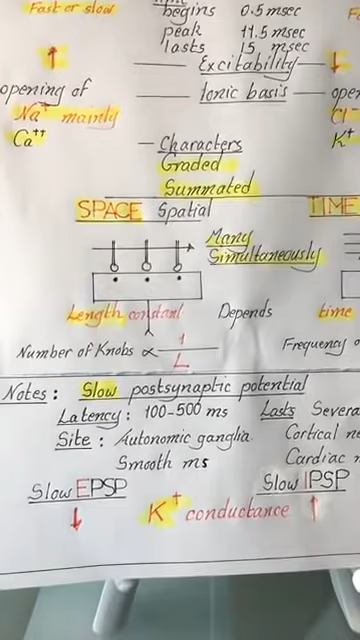 Fast or slow
begins 0.5 msec
peak 11.5 msec
lasts 15 msec
↑ Excitability ↓
opening of Ionic basis
Na⁺ mainly Cl⁻
Ca⁺⁺ K⁺
- Characters
Graded
Summated
SPACE Spatial TIME
Many
Simultaneously
Length constant Depends time
Number of Knobs ∝ 1/L Frequency
Notes: Slow postsynaptic potential
Latency: 100-500 ms Lasts
Site: Autonomic ganglia Cortical
Smooth ms Cardiac
Slow EPSP Slow IPSP
↓ K⁺ conductance ↑